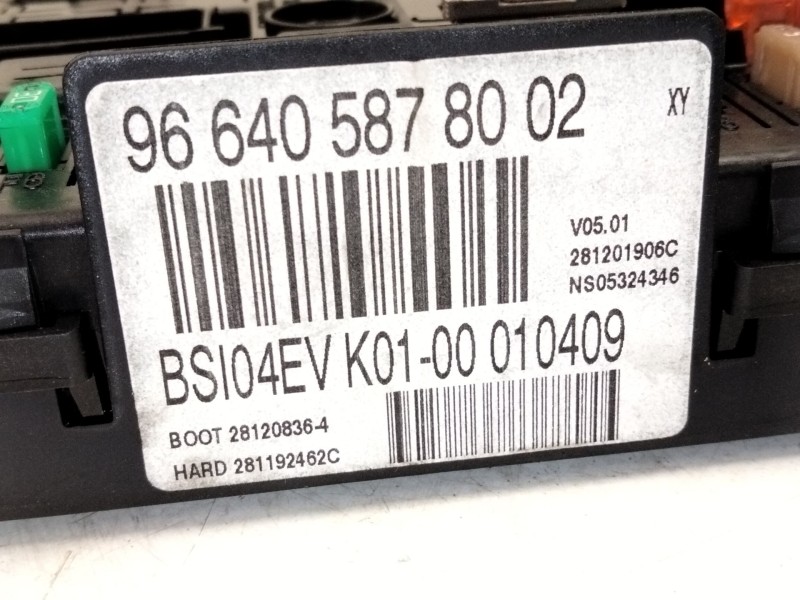 96 640 587 80 02
XY
V05.01
281201906C
NS05324346
BSI04EV K01-00 010409
BOOT 28120836-4
HARD 281192462C